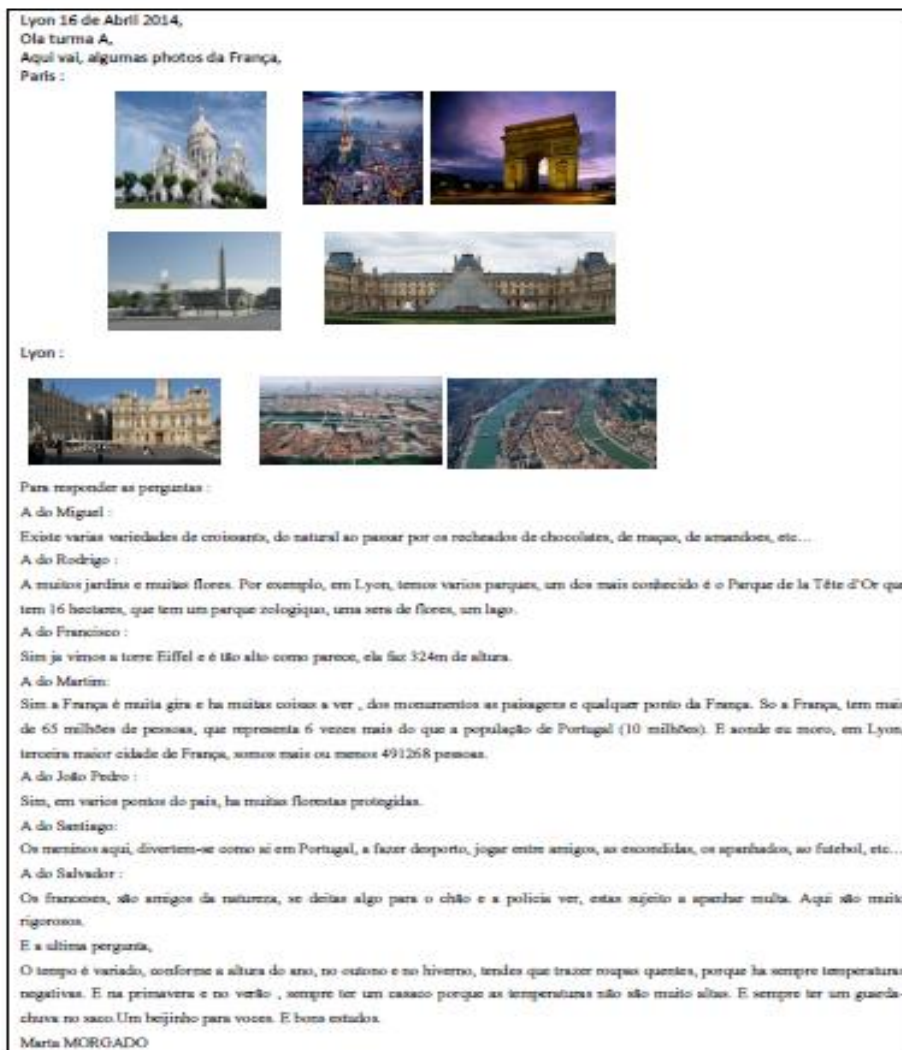 Lyon 16 de Abril 2014,
Ola turma A,
Aqui vai, algumas photos da França,
Paris :
Lyon :
Para responder as perguntas :
A do Miguel :
Existe varias variedades de croissants, do natural ao passar por os recheados de chocolates, de maças, de amandoes, etc...
A do Rodrigo :
A muitos jardins e muitas flores. Por exemplo, em Lyon, temos varios parques, um dos mais conhecido é o Parque de la Tête d'Or que
tem 16 hectares, que tem um parque zologiquo, uma sera de flores, um lago.
A do Francisco :
Sim ja vimos a torre Eiffel e é tão alto como parece, ela faz 324m de altura.
A do Martim:
Sim a França é muita gira e ha muitas coisas a ver , dos monumentos as paisagens e qualquer ponto da França. So a França, tem mais
de 65 milhões de pessoas, que representa 6 vezes mais do que a população de Portugal (10 milhões). E aonde eu moro, em Lyon,
terceira maior cidade de França, somos mais ou menos 491268 pessoas.
A do João Pedro :
Sim, em varios pontos do pais, ha muitas florestas protegidas.
A do Santiago:
Os meninos aqui, divertem-se como ai em Portugal, a fazer desporto, jogar entre amigos, as escondidas, os apanhados, ao futebol, etc...
A do Salvador :
Os franceses, são amigos da natureza, se deitas algo para o chão e a policia ver, estas sujeito a apanhar multa. Aqui são muito
rigorosos.
E a ultima pergunta,
O tempo é variado, conforme a altura do ano, no outono e no hiverno, tendes que trazer roupas quentes, porque ha sempre temperaturas
negativas. E na primavera e no verão , sempre ter um casaco porque as temperaturas não são muito altas. E sempre ter um guarda-
chuva no saco.Um beijinho para voces. E bons estudos.
Marta MORGADO